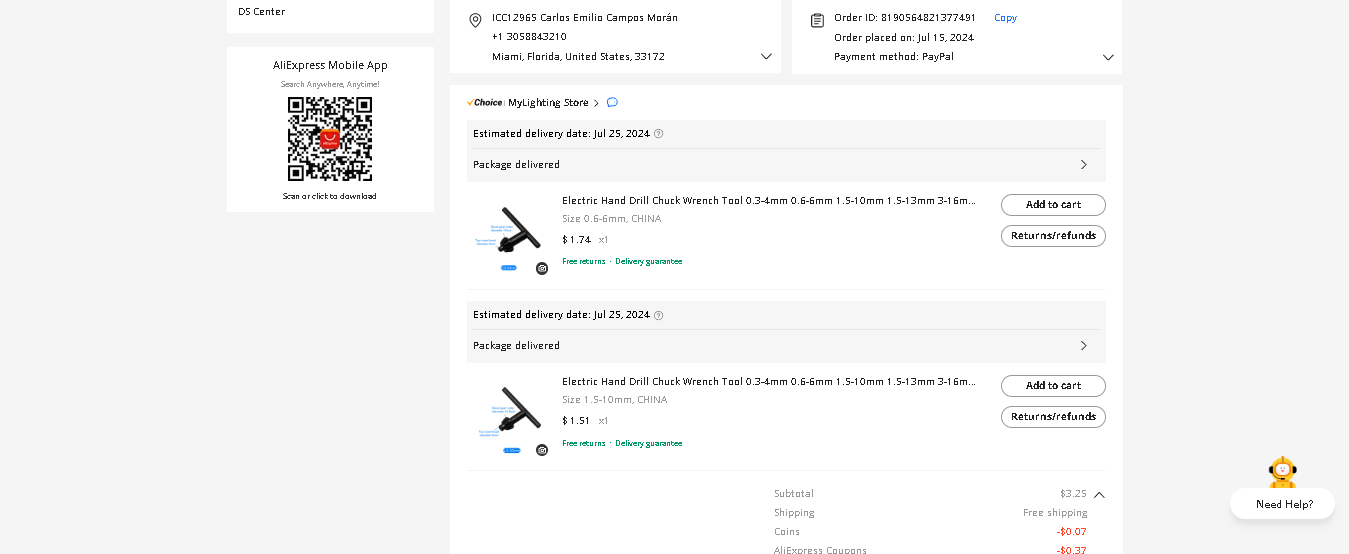 DS Center
AliExpress Mobile App
Search Anywhere, Anytime!
Scan or click to download
ICC12965 Carlos Emilio Campos Morán
+1 3058843210
Miami, Florida, United States, 33172
Order ID: 8190564821377491 Copy
Order placed on: Jul 15, 2024
Payment method: PayPal
Choice MyLighting Store
Estimated delivery date: Jul 25, 2024
Package delivered
Electric Hand Drill Chuck Wrench Tool 0.3-4mm 0.6-6mm 1.5-10mm 1.5-13mm 3-16m...
Size 0.6-6mm, CHINA
$ 1.74 x1
Free returns · Delivery guarantee
Add to cart
Returns/refunds
Estimated delivery date: Jul 25, 2024
Package delivered
Electric Hand Drill Chuck Wrench Tool 0.3-4mm 0.6-6mm 1.5-10mm 1.5-13mm 3-16m...
Size 1.5-10mm, CHINA
$ 1.51 x1
Free returns · Delivery guarantee
Add to cart
Returns/refunds
Subtotal $3.25
Shipping Free shipping
Coins -$0.07
AliExpress Coupons -$0.37
Need Help?